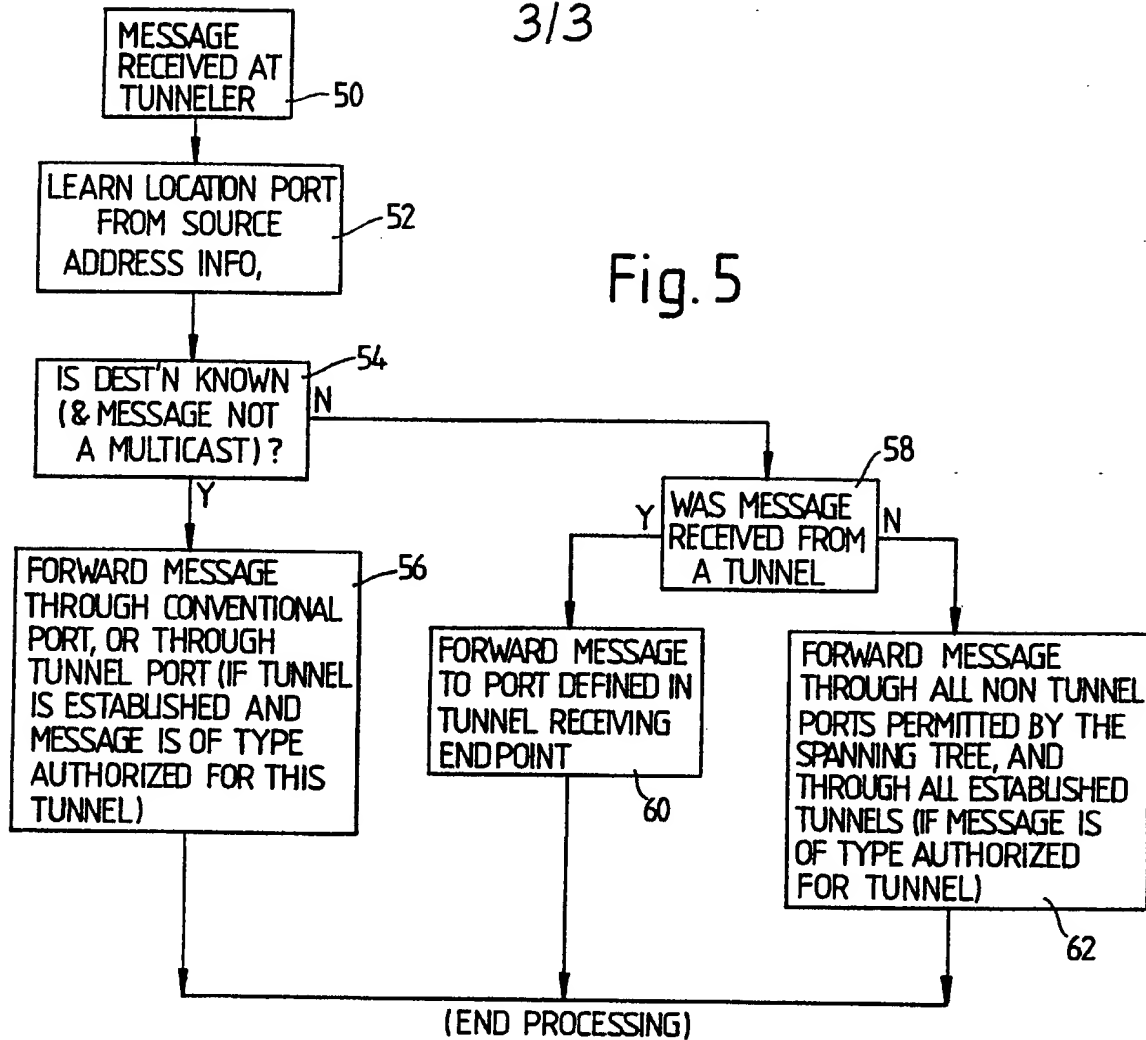 3/3
MESSAGE
RECEIVED AT
TUNNELER
50
LEARN LOCATION PORT
FROM SOURCE
ADDRESS INFO,
52
Fig. 5
IS DEST'N KNOWN
(& MESSAGE NOT
A MULTICAST)?
54
N
Y
WAS MESSAGE
RECEIVED FROM
A TUNNEL
58
Y
N
FORWARD MESSAGE
THROUGH CONVENTIONAL
PORT, OR THROUGH
TUNNEL PORT (IF TUNNEL
IS ESTABLISHED AND
MESSAGE IS OF TYPE
AUTHORIZED FOR THIS
TUNNEL)
56
FORWARD MESSAGE
TO PORT DEFINED IN
TUNNEL RECEIVING
ENDPOINT
60
FORWARD MESSAGE
THROUGH ALL NON TUNNEL
PORTS PERMITTED BY THE
SPANNING TREE, AND
THROUGH ALL ESTABLISHED
TUNNELS (IF MESSAGE IS
OF TYPE AUTHORIZED
FOR TUNNEL)
62
(END PROCESSING)